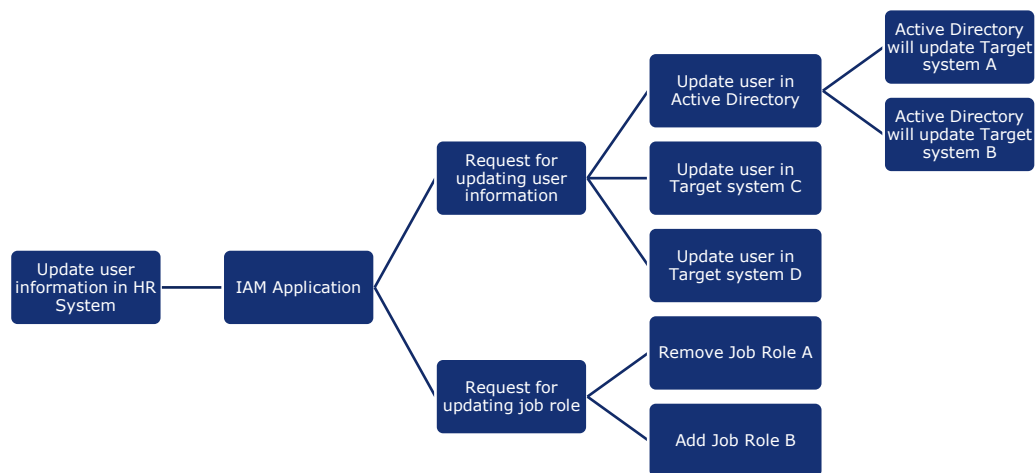 Update user
information in HR
System
IAM Application
Request for
updating user
information
Request for
updating job role
Update user in
Active Directory
Update user in
Target system C
Update user in
Target system D
Remove Job Role A
Add Job Role B
Active Directory
will update Target
system A
Active Directory
will update Target
system B